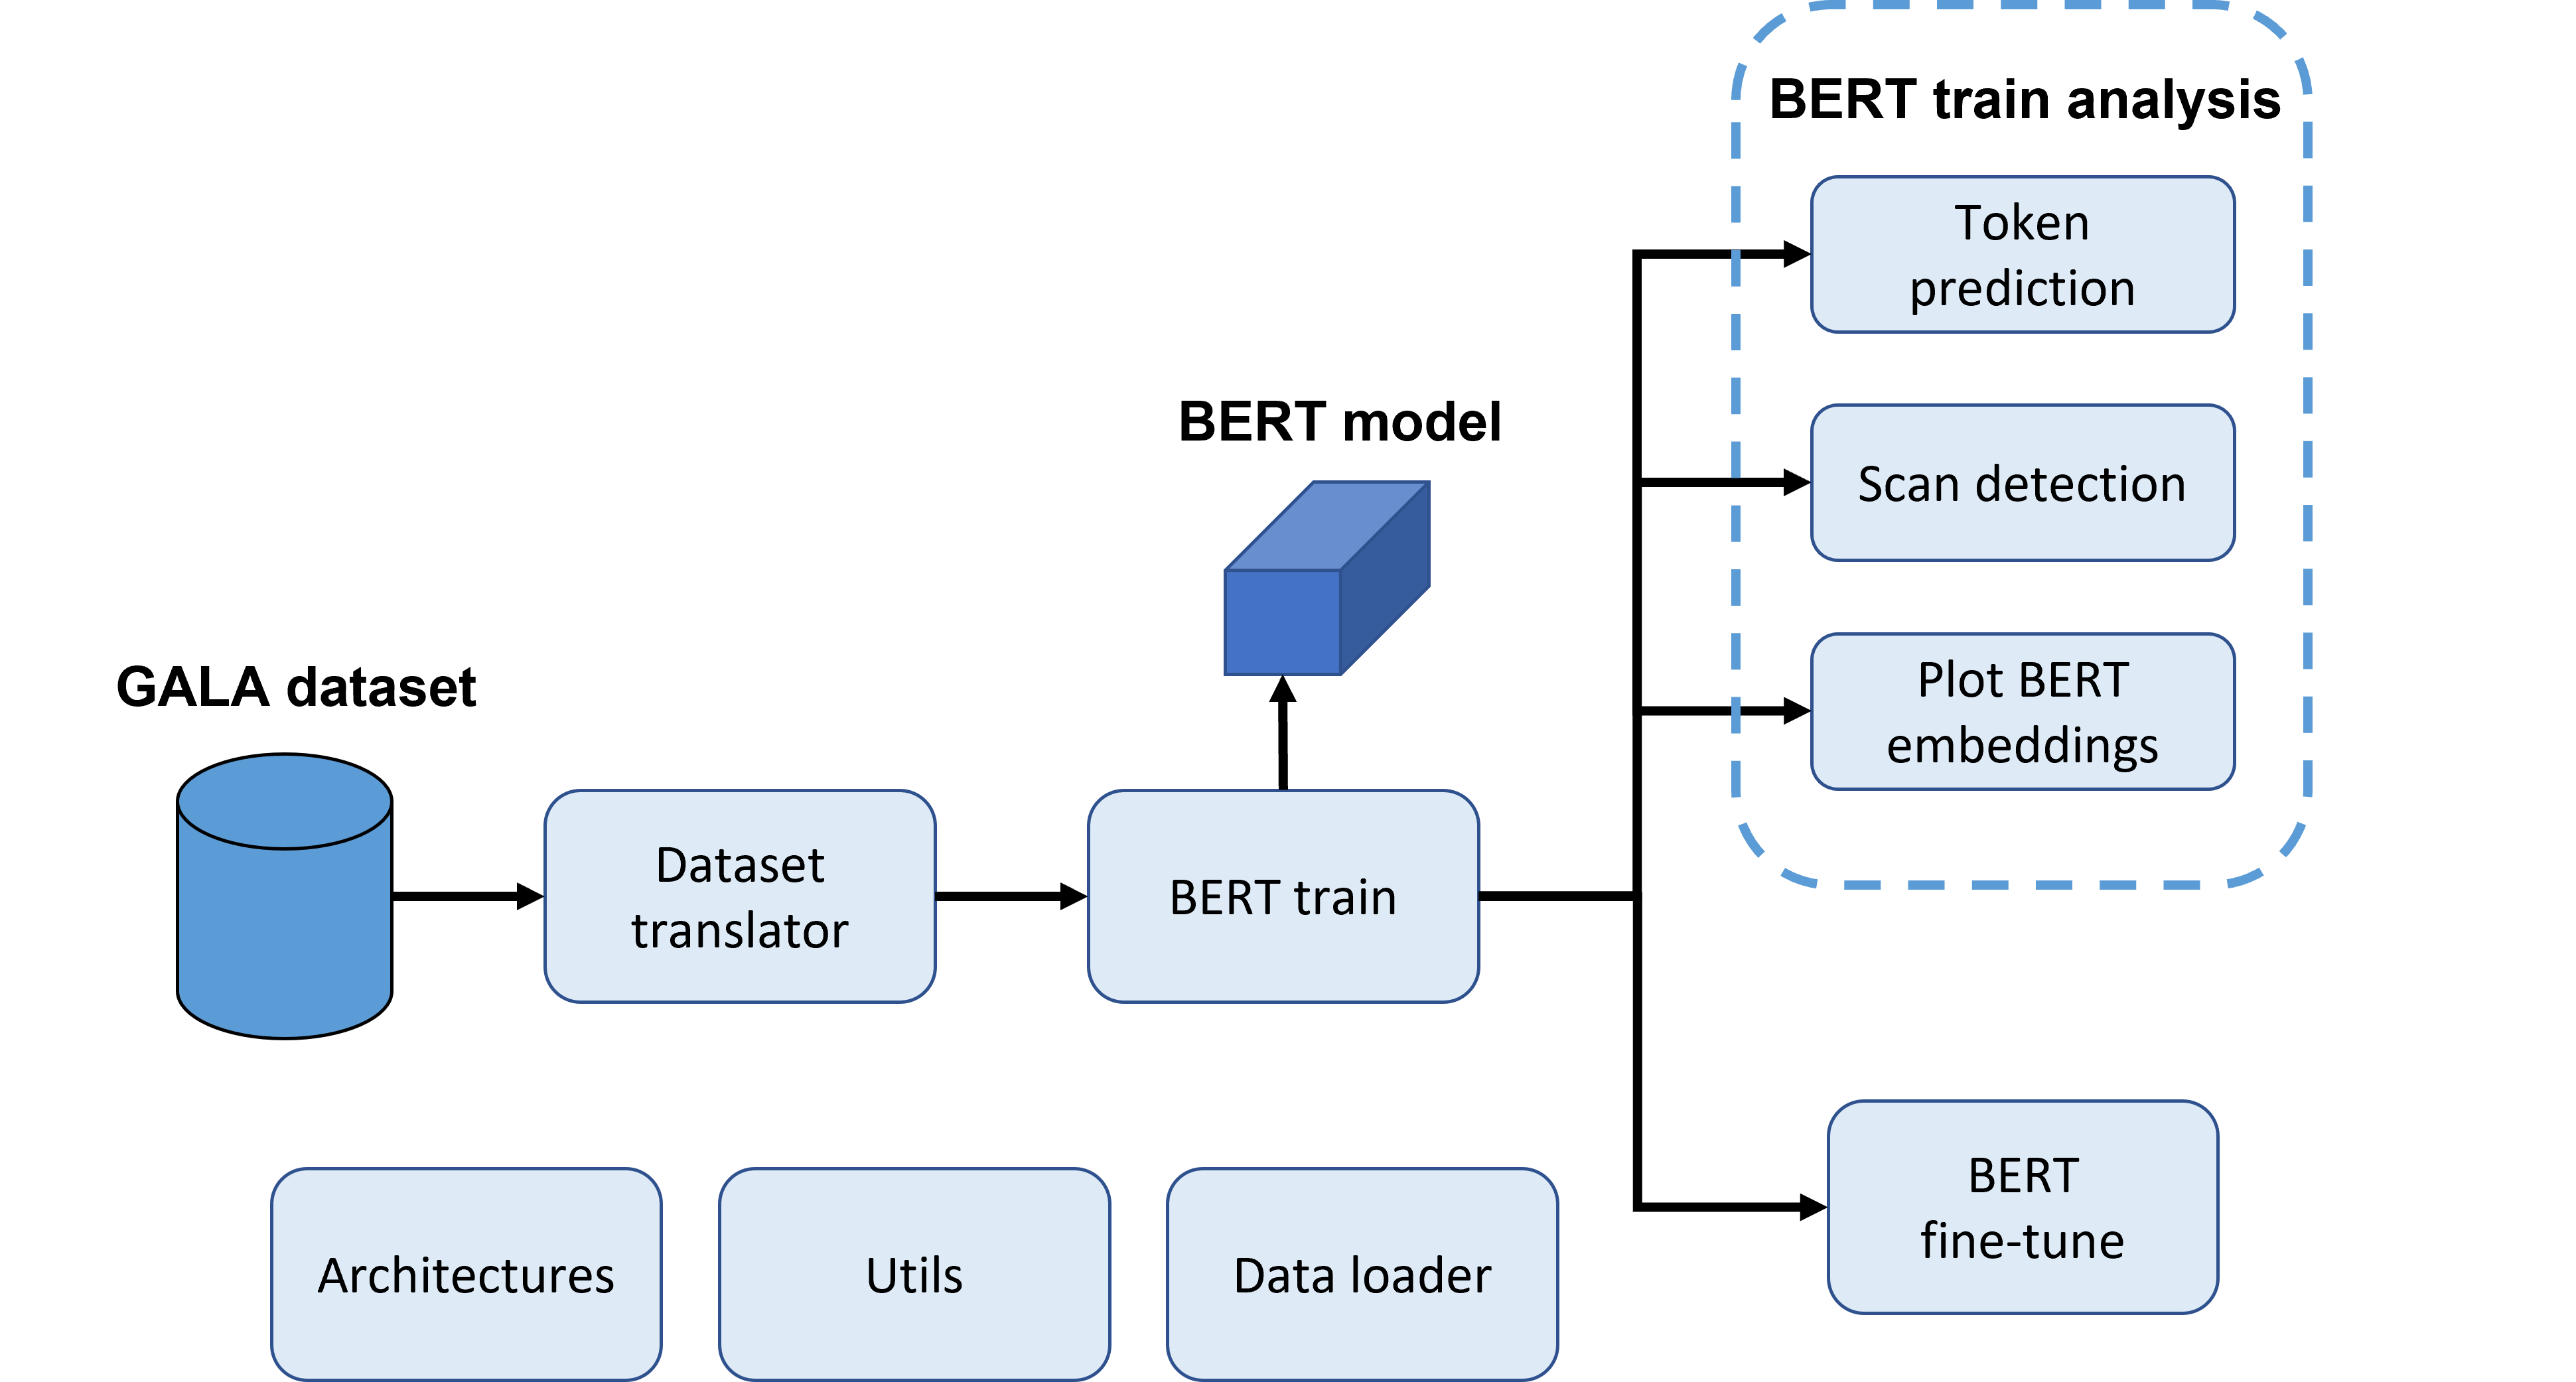 BERT train analysis
Token
prediction
Scan detection
Plot BERT
embeddings
BERT model
GALA dataset
Dataset
translator
BERT train
BERT
fine-tune
Architectures
Utils
Data loader